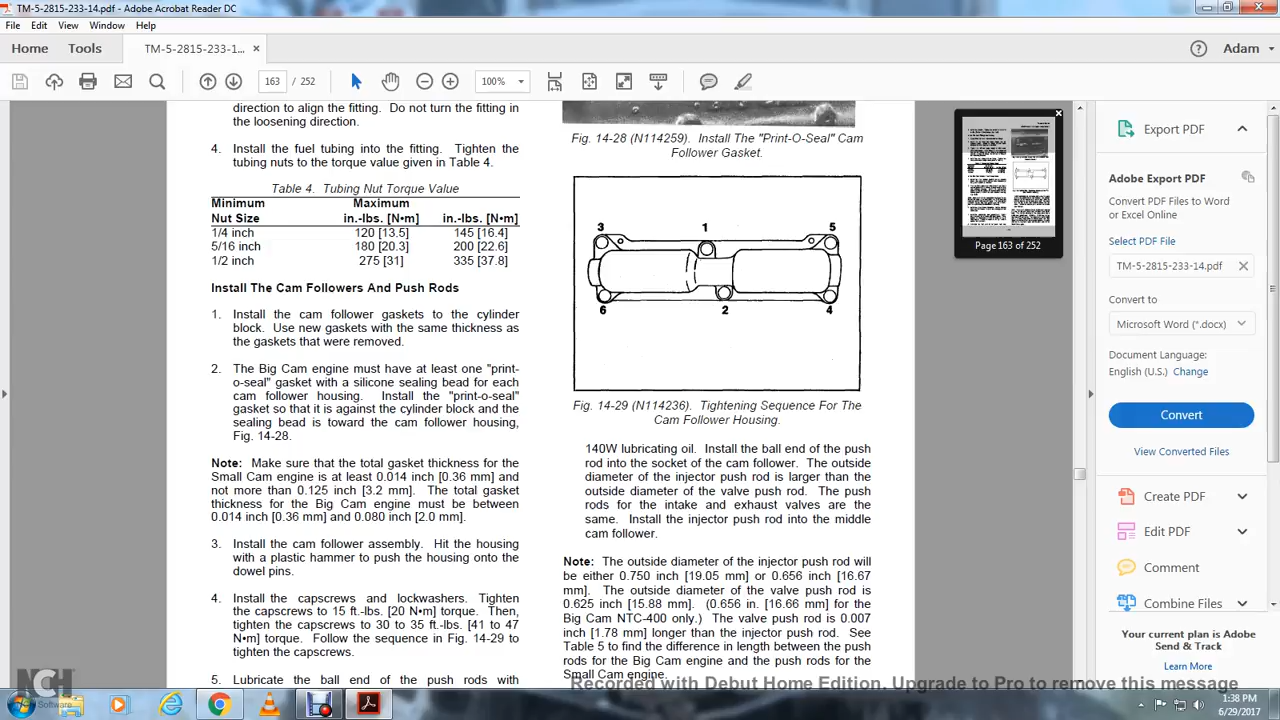 TM-5-2815-233-14.pdf - Adobe Acrobat Reader DC
File Edit View Window Help
Home Tools TM-5-2815-233-1... × Adam
163 / 252 100%
direction to align the fitting. Do not turn the fitting in
the loosening direction.
4. Install the fuel tubing into the fitting. Tighten the
tubing nuts to the torque value given in Table 4.
Table 4. Tubing Nut Torque Value
Minimum Maximum
Nut Size in.-lbs. [N•m] in.-lbs. [N•m]
1/4 inch 120 [13.5] 145 [16.4]
5/16 inch 180 [20.3] 200 [22.6]
1/2 inch 275 [31] 335 [37.8]
Install The Cam Followers And Push Rods
1. Install the cam follower gaskets to the cylinder
block. Use new gaskets with the same thickness as
the gaskets that were removed.
2. The Big Cam engine must have at least one "print-
o-seal" gasket with a silicone sealing bead for each
cam follower housing. Install the "print-o-seal"
gasket so that it is against the cylinder block and the
sealing bead is toward the cam follower housing,
Fig. 14-28.
Note: Make sure that the total gasket thickness for the
Small Cam engine is at least 0.014 inch [0.36 mm] and
not more than 0.125 inch [3.2 mm]. The total gasket
thickness for the Big Cam engine must be between
0.014 inch [0.36 mm] and 0.080 inch [2.0 mm].
3. Install the cam follower assembly. Hit the housing
with a plastic hammer to push the housing onto the
dowel pins.
4. Install the capscrews and lockwashers. Tighten
the capscrews to 15 ft.-lbs. [20 N•m] torque. Then,
tighten the capscrews to 30 to 35 ft.-lbs. [41 to 47
N•m] torque. Follow the sequence in Fig. 14-29 to
tighten the capscrews.
5. Lubricate the ball end of the push rods with
Fig. 14-28 (N114259). Install The "Print-O-Seal" Cam
Follower Gasket.
3 1 5
6 2 4
Fig. 14-29 (N114236). Tightening Sequence For The
Cam Follower Housing.
140W lubricating oil. Install the ball end of the push
rod into the socket of the cam follower. The outside
diameter of the injector push rod is larger than the
outside diameter of the valve push rod. The push
rods for the intake and exhaust valves are the
same. Install the injector push rod into the middle
cam follower.
Note: The outside diameter of the injector push rod will
be either 0.750 inch [19.05 mm] or 0.656 inch [16.67
mm]. The outside diameter of the valve push rod is
0.625 inch [15.88 mm]. (0.656 in. [16.66 mm] for the
Big Cam NTC-400 only.) The valve push rod is 0.007
inch [1.78 mm] longer than the injector push rod. See
Table 5 to find the difference in length between the push
rods for the Big Cam engine and the push rods for the
Small Cam engine.
Page 163 of 252
Export PDF
Adobe Export PDF
Convert PDF Files to Word
or Excel Online
Select PDF File
TM-5-2815-233-14.pdf
Convert to
Microsoft Word (*.docx)
Document Language:
English (U.S.) Change
Convert
View Converted Files
Create PDF
Edit PDF
Comment
Combine Files
Your current plan is Adobe
Send & Track
Learn More
Recorded with Debut Home Edition. Upgrade to Pro to remove this message
NCH Software
1:38 PM
6/29/2017